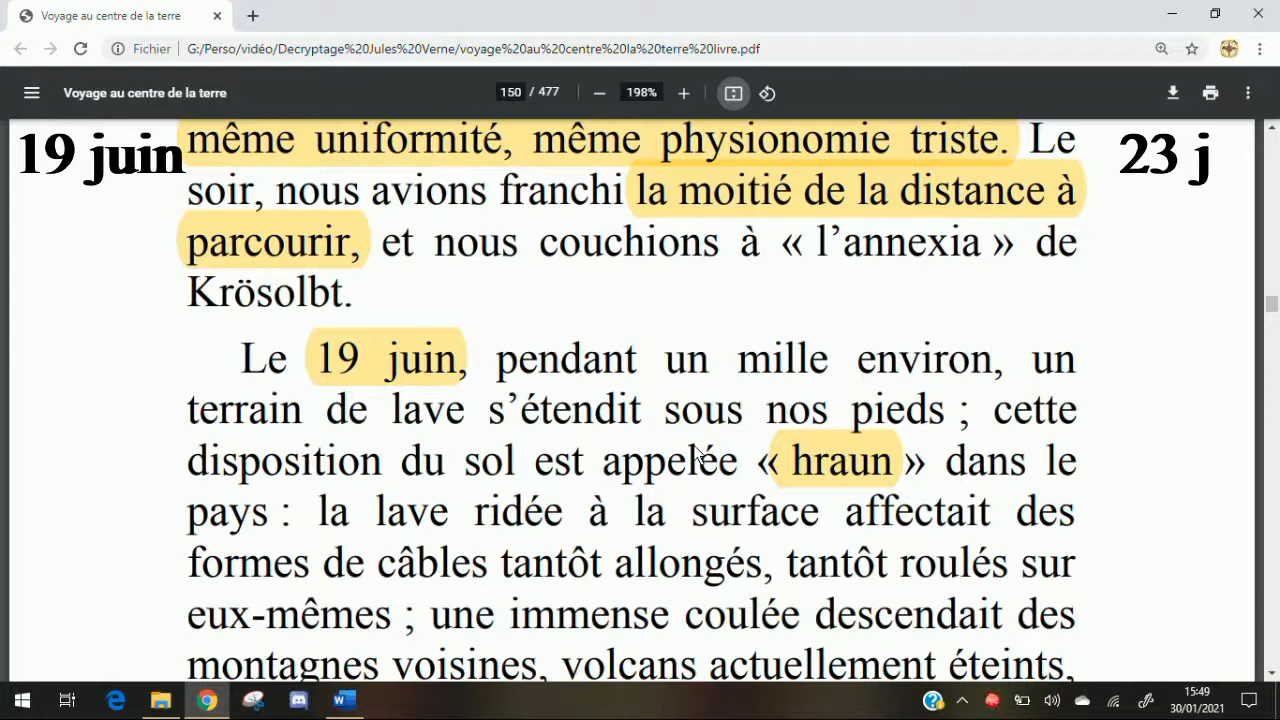 Voyage au centre de la terre
Fichier
G:/Perso/vidéo/Decryptage%20Jules%20Verne/voyage%20au%20centre%20la%20terre%20livre.pdf
Voyage au centre de la terre
150 / 477
198%
19 juin
23 j
même uniformité, même physionomie triste. Le
soir, nous avions franchi la moitié de la distance à
parcourir, et nous couchions à « l’annexia » de
Krösolbt.
Le 19 juin, pendant un mille environ, un
terrain de lave s’étendit sous nos pieds ; cette
disposition du sol est appelée « hraun » dans le
pays : la lave ridée à la surface affectait des
formes de câbles tantôt allongés, tantôt roulés sur
eux-mêmes ; une immense coulée descendait des
montagnes voisines, volcans actuellement éteints,
15:49
30/01/2021